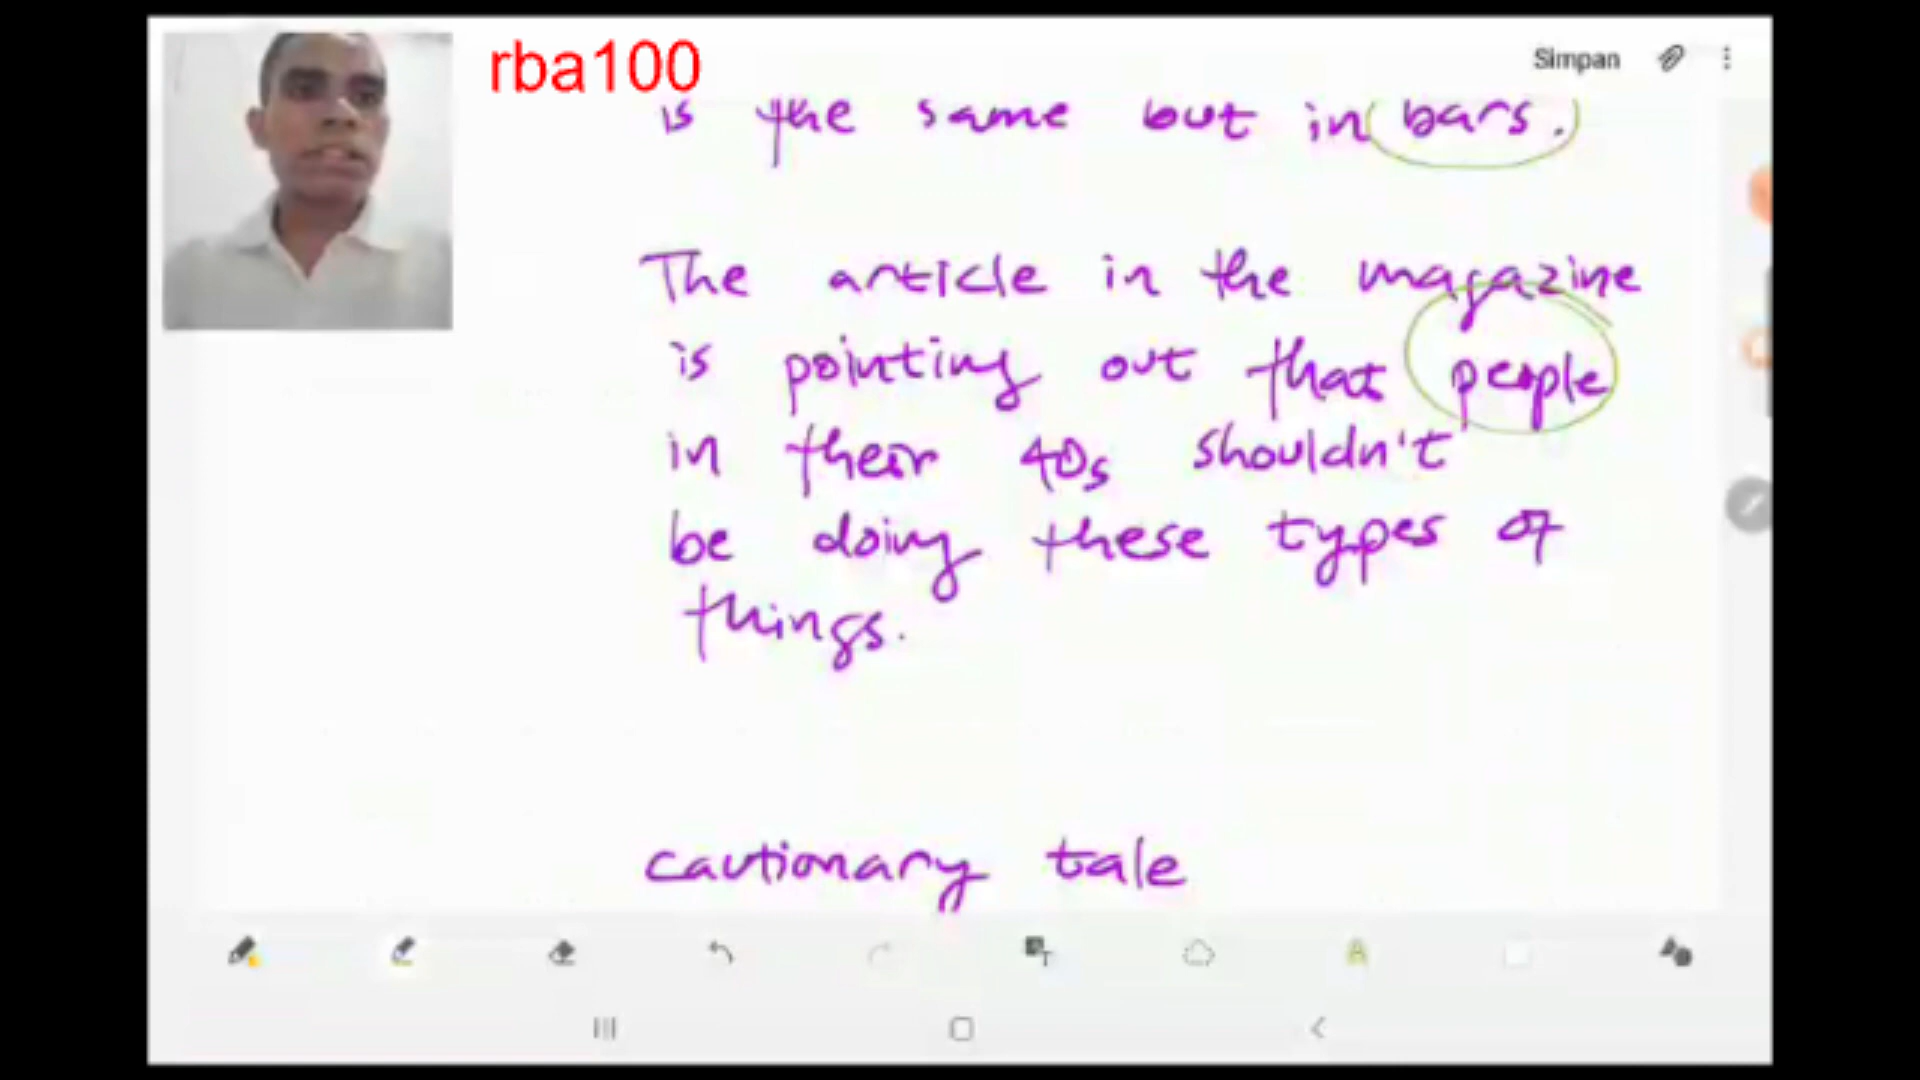 rba100
Simpan
is the same but in bars.
The article in the magazine
is pointing out that people
in their 40s shouldn't
be doing these types of
things.
cautionary tale